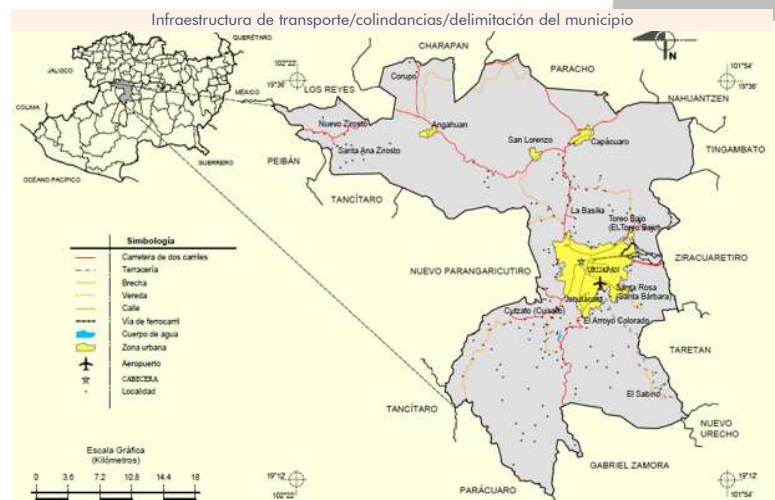 Infraestructura de transporte/colindancias/delimitación del municipio
QUERÉTARO
JALISCO
MÉXICO
COLIMA
GUERRERO
OCÉANO PACÍFICO
102°22'
19°36'
CHARAPAN
PARACHO
N
101°54'
19°36'
LOS REYES
NAHUANTZEN
PEIBÁN
TINGAMBATO
TANCÍTARO
Corupo
Nuevo Zirosto
Angahuan
Santa Ana Zirosto
San Lorenzo
Capácuaro
La Basilia
Toreo Bajo
(EL Toreo Bajo)
ZIRACUARETIRO
NUEVO PARANGARICUTIRO
URUAPAN
Santa Rosa
(Santa Bárbara)
Jucutacato
Cutzato (Cuisato)
El Arroyo Colorado
TARETAN
El Sabino
TANCÍTARO
NUEVO
URECHO
GABRIEL ZAMORA
PARÁCUARO
Simbología
Carretera de dos carriles
Terracería
Brecha
Vereda
Calle
Vía de ferrocarril
Cuerpo de agua
Zona urbana
Aeropuerto
CABECERA
Localidad
Escala Gráfica
(Kilómetros)
0 3.6 7.2 10.8 14.4 18
19°12'
102°22'
19°12'
101°54'